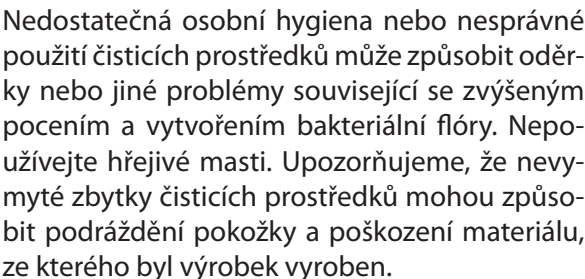 Nedostatečná osobní hygiena nebo nesprávné
použití čisticích prostředků může způsobit oděr-
ky nebo jiné problémy související se zvýšeným
pocením a vytvořením bakteriální flóry. Nepo-
užívejte hřejivé masti. Upozorňujeme, že nevy-
myté zbytky čisticích prostředků mohou způso-
bit podráždění pokožky a poškození materiálu,
ze kterého byl výrobek vyroben.